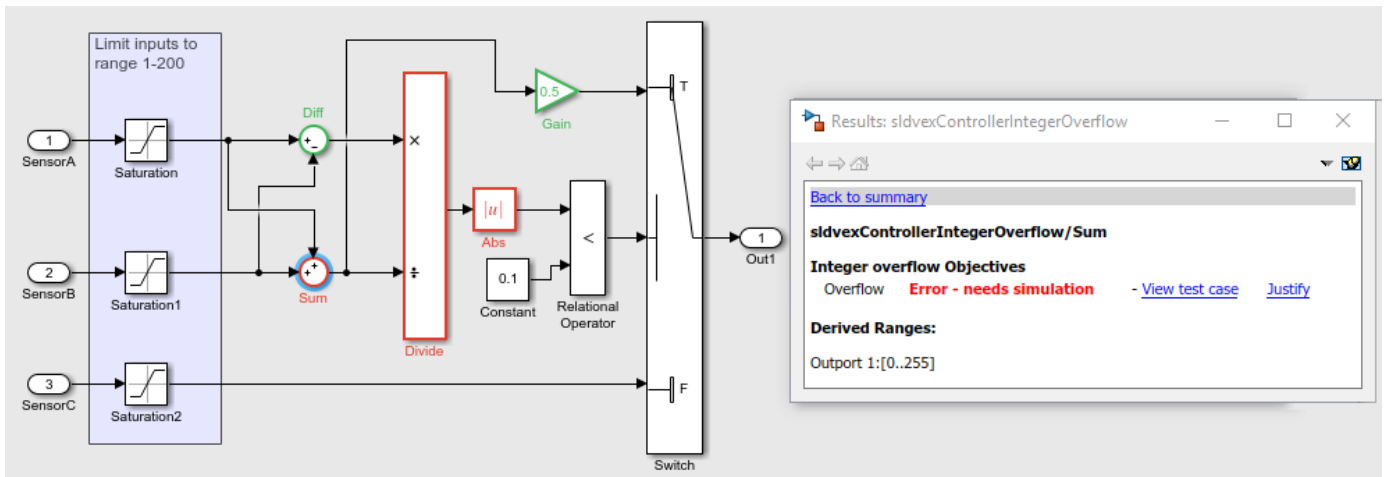 Limit inputs to
range 1-200
1
SensorA
Saturation
Diff
+
-
×
0.5
Gain
T
2
SensorB
Saturation1
+
+
Sum
÷
Divide
|u|
Abs
0.1
Constant
<
Relational
Operator
1
Out1
3
SensorC
Saturation2
F
Switch
Results: sldvexControllerIntegerOverflow
Back to summary
sldvexControllerIntegerOverflow/Sum
Integer overflow Objectives
Overflow Error - needs simulation - View test case Justify
Derived Ranges:
Outport 1:[0..255]